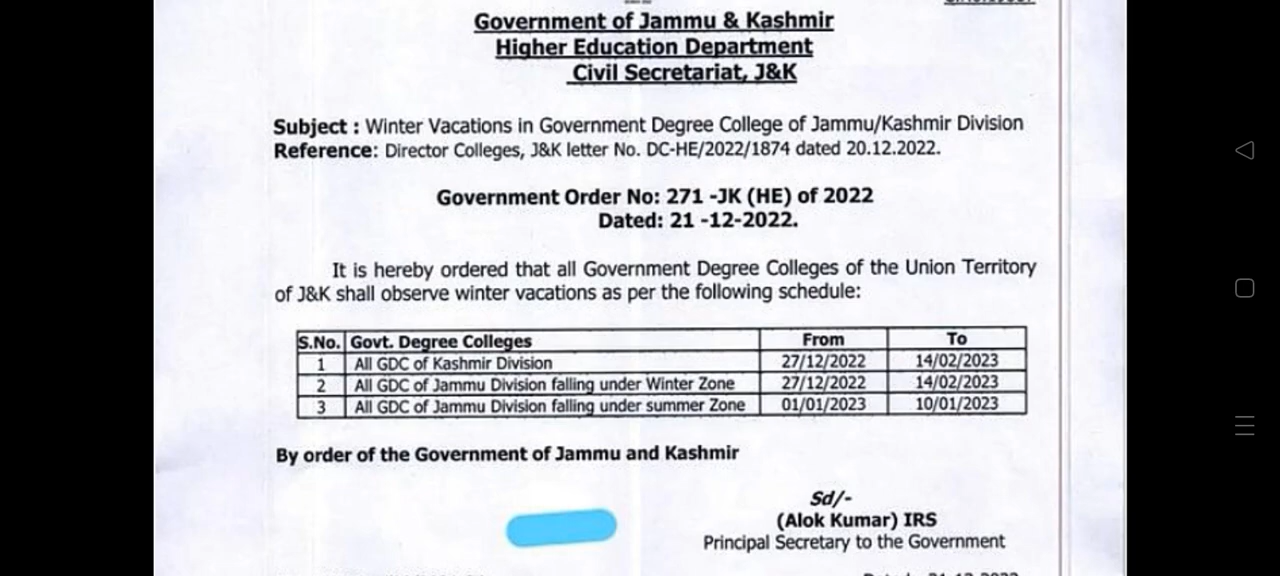 Government of Jammu & Kashmir
Higher Education Department
Civil Secretariat, J&K
Subject : Winter Vacations in Government Degree College of Jammu/Kashmir Division
Reference: Director Colleges, J&K letter No. DC-HE/2022/1874 dated 20.12.2022.
Government Order No: 271 -JK (HE) of 2022
Dated: 21 -12-2022.
It is hereby ordered that all Government Degree Colleges of the Union Territory
of J&K shall observe winter vacations as per the following schedule:
S.No. Govt. Degree Colleges From To
1 All GDC of Kashmir Division 27/12/2022 14/02/2023
2 All GDC of Jammu Division falling under Winter Zone 27/12/2022 14/02/2023
3 All GDC of Jammu Division falling under summer Zone 01/01/2023 10/01/2023
By order of the Government of Jammu and Kashmir
Sd/-
(Alok Kumar) IRS
Principal Secretary to the Government